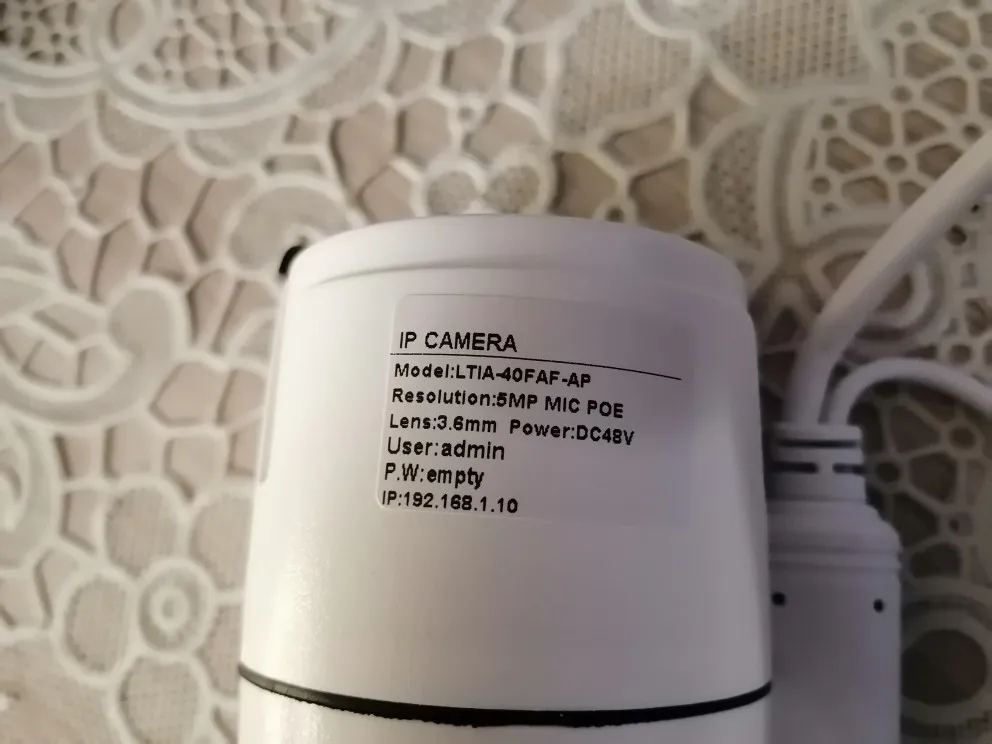 IP CAMERA
Model:LTIA-40FAF-AP
Resolution:5MP MIC POE
Lens:3.6mm Power:DC48V
User:admin
P.W:empty
IP:192.168.1.10